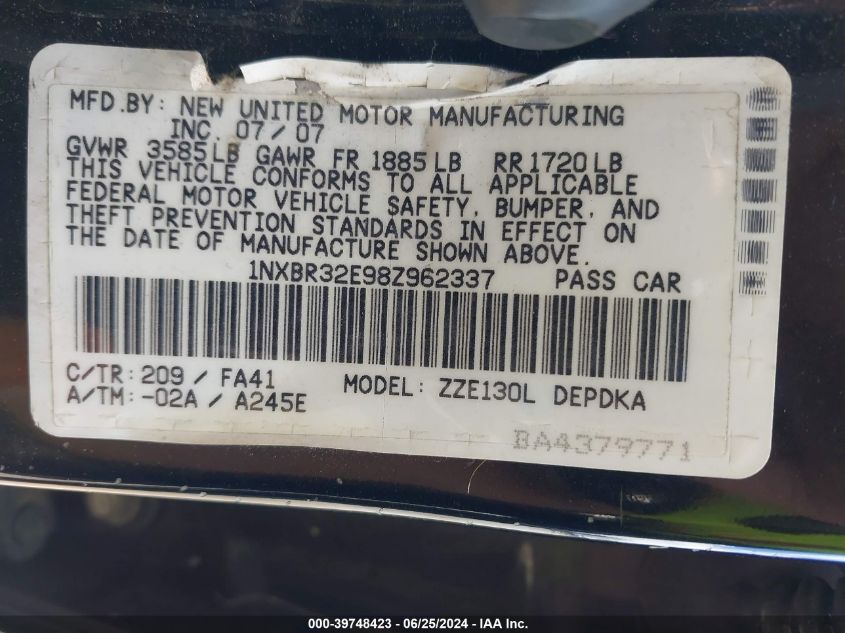 MFD.BY: NEW UNITED MOTOR MANUFACTURING
INC. 07/07
GVWR 3585LB GAWR FR 1885LB RR1720LB
THIS VEHICLE CONFORMS TO ALL APPLICABLE
FEDERAL MOTOR VEHICLE SAFETY, BUMPER, AND
THEFT PREVENTION STANDARDS IN EFFECT ON
THE DATE OF MANUFACTURE SHOWN ABOVE.
1NXBR32E98Z962337 PASS CAR
C/TR: 209 / FA41 MODEL: ZZE130L DEPDKA
A/TM: -02A / A245E
BA4379771
000-39748423 - 06/25/2024 - IAA Inc.